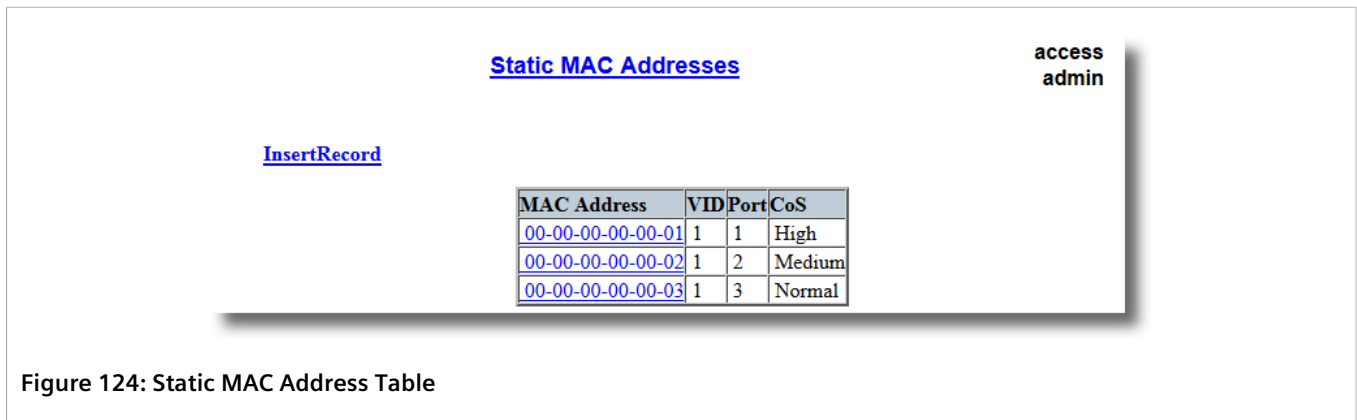 Static MAC Addresses
access
admin
InsertRecord
MAC Address VID Port CoS
00-00-00-00-00-01 1 1 High
00-00-00-00-00-02 1 2 Medium
00-00-00-00-00-03 1 3 Normal
Figure 124: Static MAC Address Table